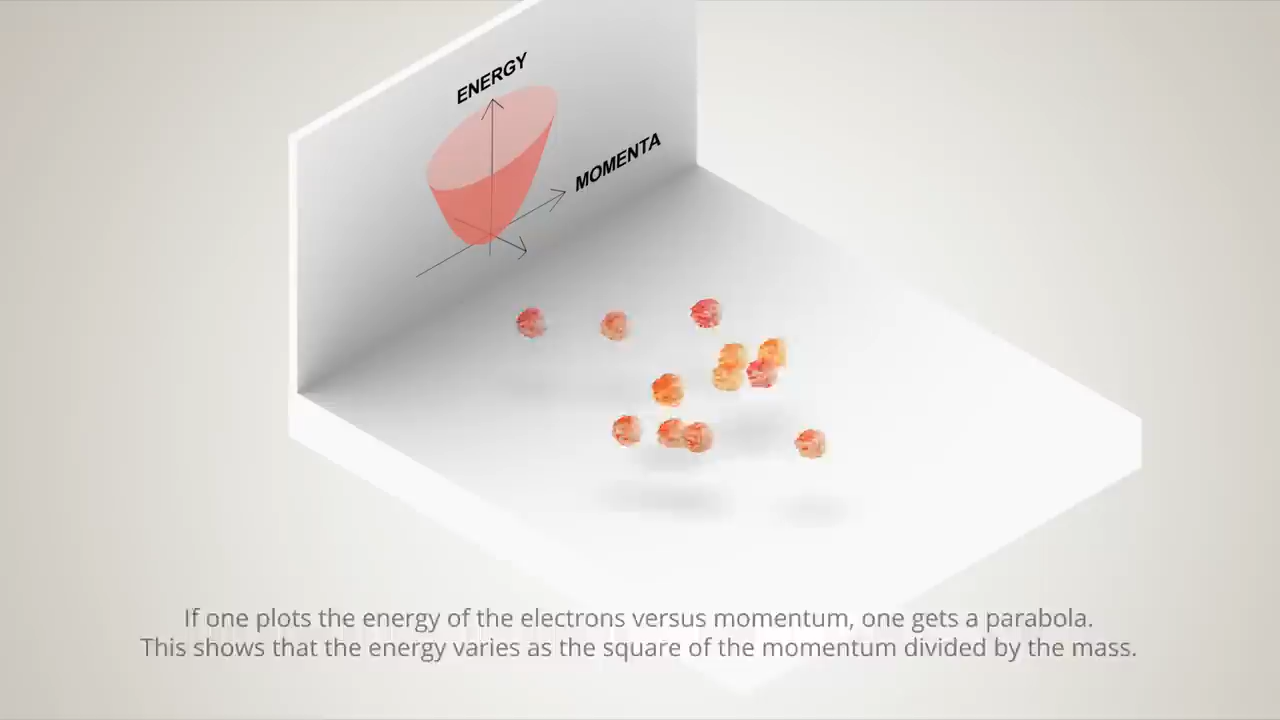 ENERGY
MOMENTA
If one plots the energy of the electrons versus momentum, one gets a parabola.
This shows that the energy varies as the square of the momentum divided by the mass.